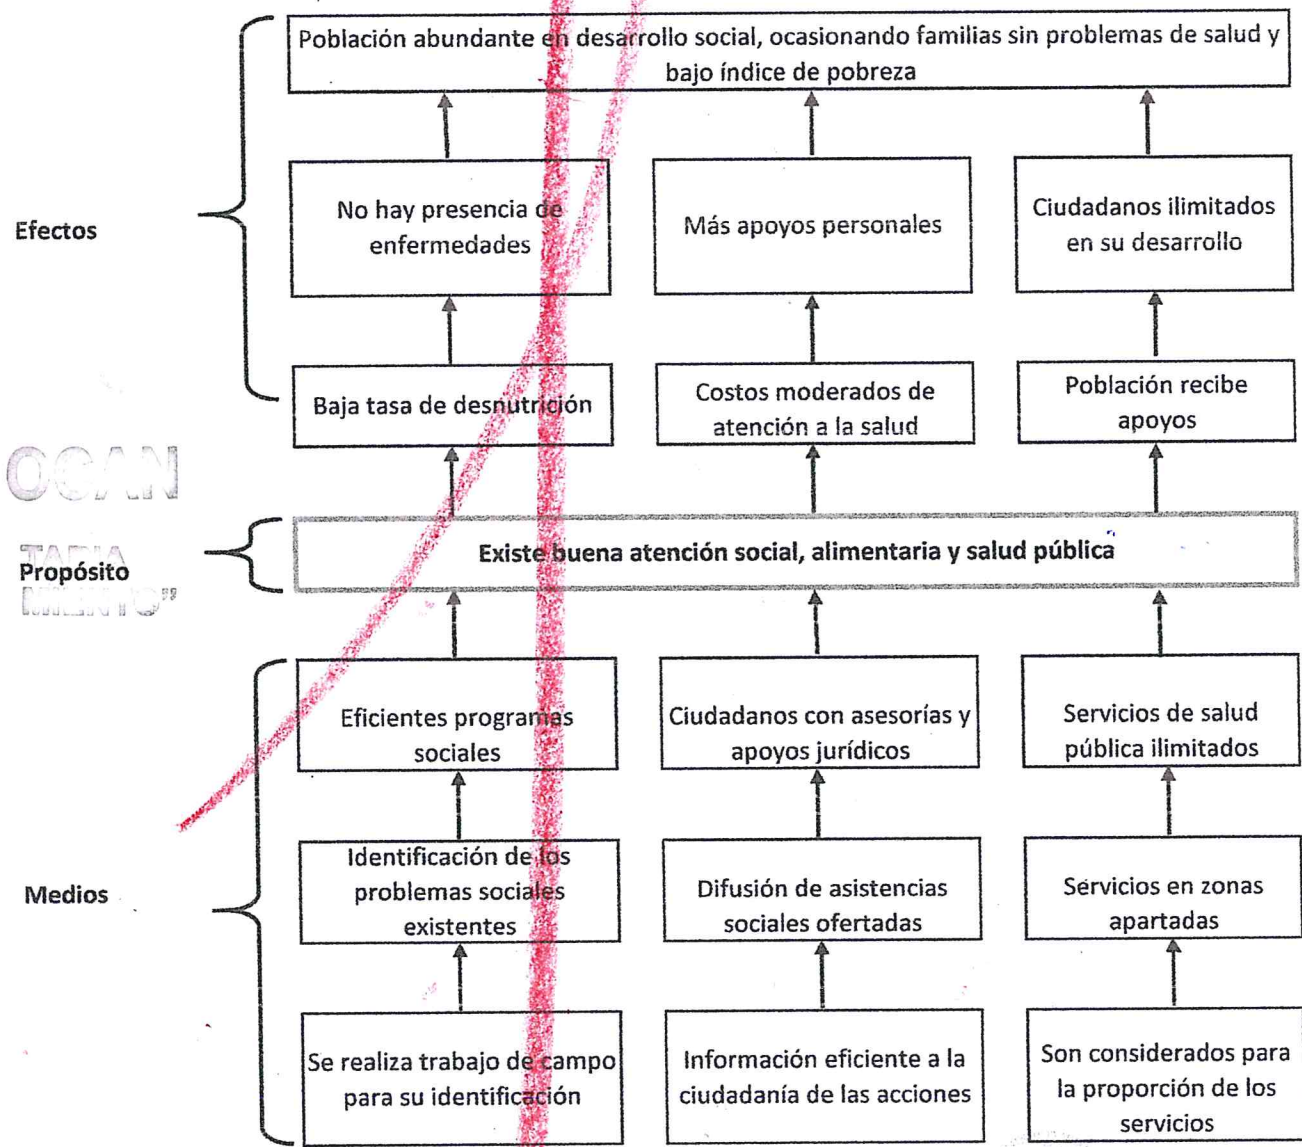 Población abundante en desarrollo social, ocasionando familias sin problemas de salud y
bajo índice de pobreza
Efectos
No hay presencia de
enfermedades
Más apoyos personales
Ciudadanos ilimitados
en su desarrollo
Baja tasa de desnutrición
Costos moderados de
atención a la salud
Población recibe
apoyos
OCAN
Propósito
MIENTO"
Existe buena atención social, alimentaria y salud pública
Medios
Eficientes programas
sociales
Ciudadanos con asesorías y
apoyos jurídicos
Servicios de salud
pública ilimitados
Identificación de los
problemas sociales
existentes
Difusión de asistencias
sociales ofertadas
Servicios en zonas
apartadas
Se realiza trabajo de campo
para su identificación
Información eficiente a la
ciudadanía de las acciones
Son considerados para
la proporción de los
servicios